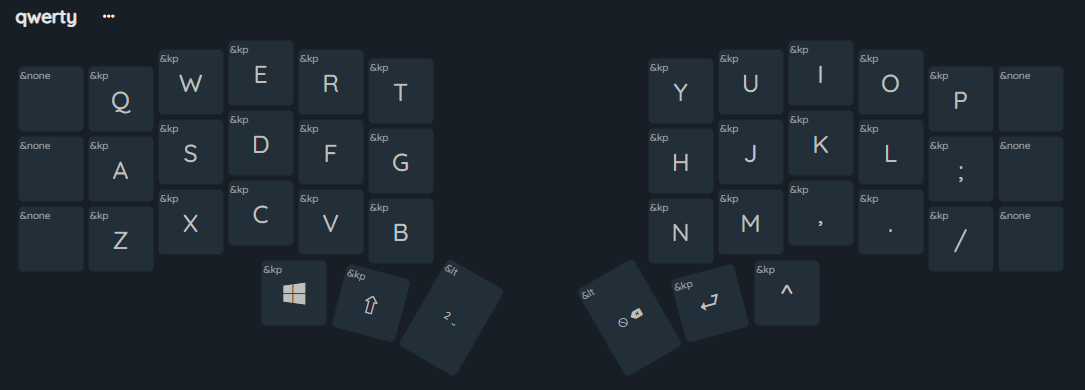 qwerty ...
&none &kp Q &kp W &kp E &kp R &kp T &kp Y &kp U &kp I &kp O &kp P &none
&none &kp A &kp S &kp D &kp F &kp G &kp H &kp J &kp K &kp L &kp ; &none
&none &kp Z &kp X &kp C &kp V &kp B &kp N &kp M &kp , &kp . &kp / &none
&kp &kp ⇧ &lt 2 &lt &kp &kp ^